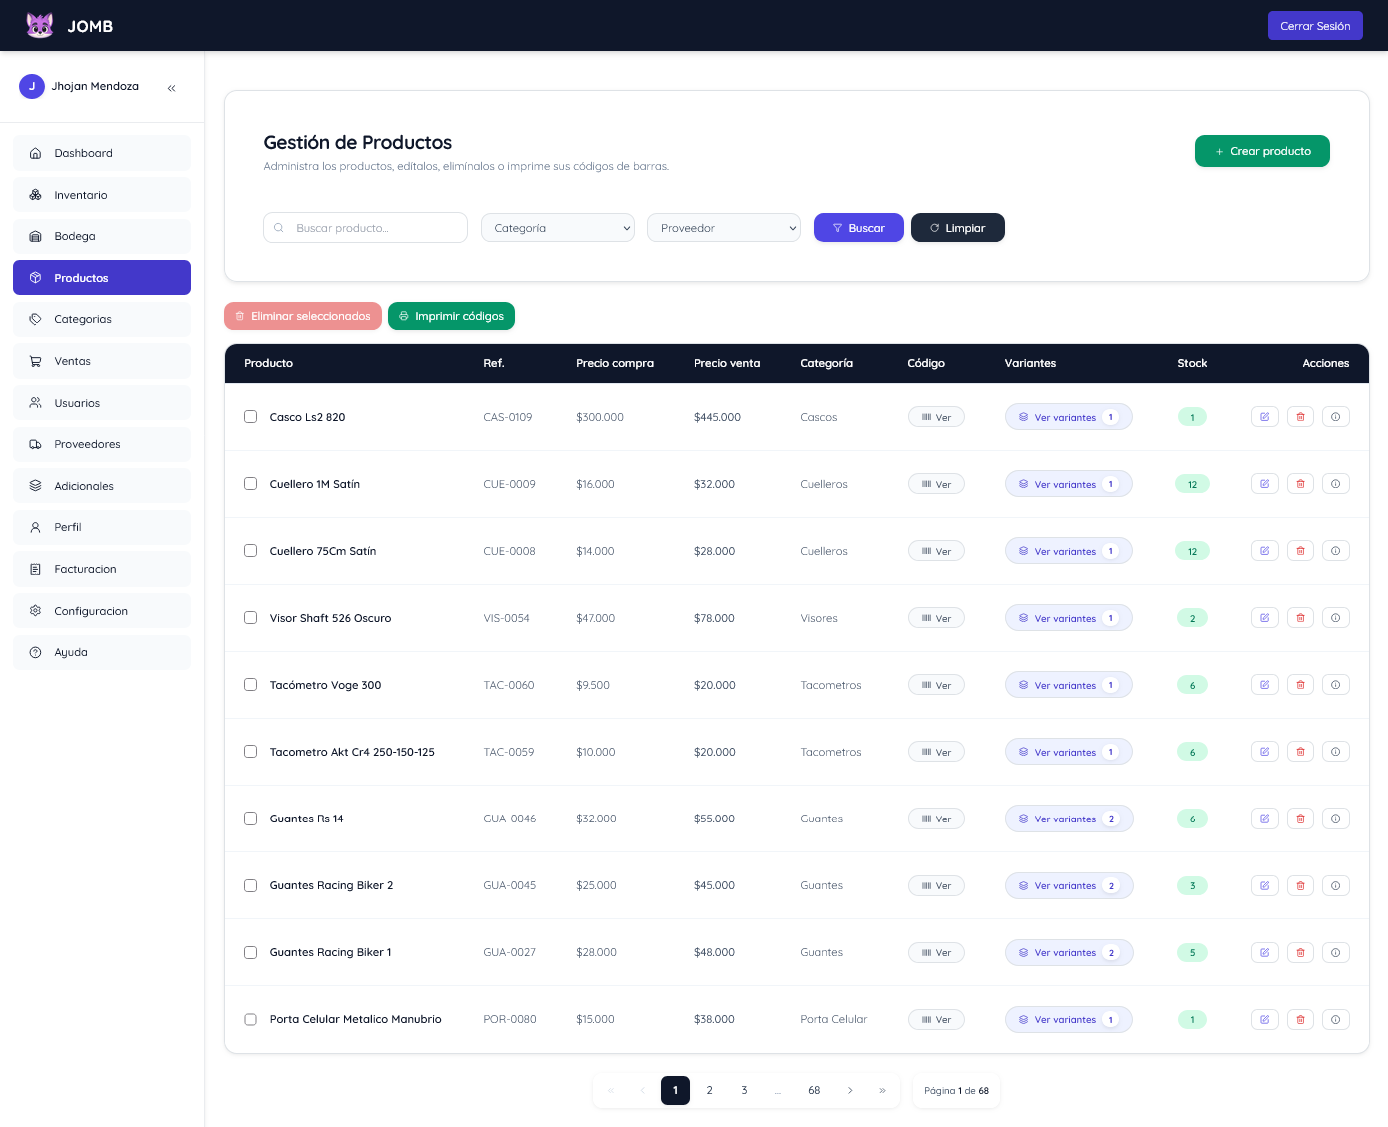 JOMB
Cerrar Sesión
J Jhojan Mendoza «
Dashboard
Inventario
Bodega
Productos
Categorias
Ventas
Usuarios
Proveedores
Adicionales
Perfil
Facturacion
Configuracion
Ayuda
Gestión de Productos
Administra los productos, edítalos, elimínalos o imprime sus códigos de barras.
+ Crear producto
Buscar producto...
Categoría
Proveedor
Buscar
Limpiar
Eliminar seleccionados
Imprimir códigos
Producto Ref. Precio compra Precio venta Categoría Código Variantes Stock Acciones
Casco Ls2 820 CAS-0109 $300.000 $445.000 Cascos Ver Ver variantes 1 1
Cuellero 1M Satín CUE-0009 $16.000 $32.000 Cuelleros Ver Ver variantes 1 12
Cuellero 75Cm Satín CUE-0008 $14.000 $28.000 Cuelleros Ver Ver variantes 1 12
Visor Shaft 526 Oscuro VIS-0054 $47.000 $78.000 Visores Ver Ver variantes 1 2
Tacómetro Voge 300 TAC-0060 $9.500 $20.000 Tacometros Ver Ver variantes 1 6
Tacometro Akt Cr4 250-150-125 TAC-0059 $10.000 $20.000 Tacometros Ver Ver variantes 1 6
Guantes Rs 14 GUA-0046 $32.000 $55.000 Guantes Ver Ver variantes 2 6
Guantes Racing Biker 2 GUA-0045 $25.000 $45.000 Guantes Ver Ver variantes 2 3
Guantes Racing Biker 1 GUA-0027 $28.000 $48.000 Guantes Ver Ver variantes 2 5
Porta Celular Metalico Manubrio POR-0080 $15.000 $38.000 Porta Celular Ver Ver variantes 1 1
« ‹ 1 2 3 ... 68 › »
Página 1 de 68